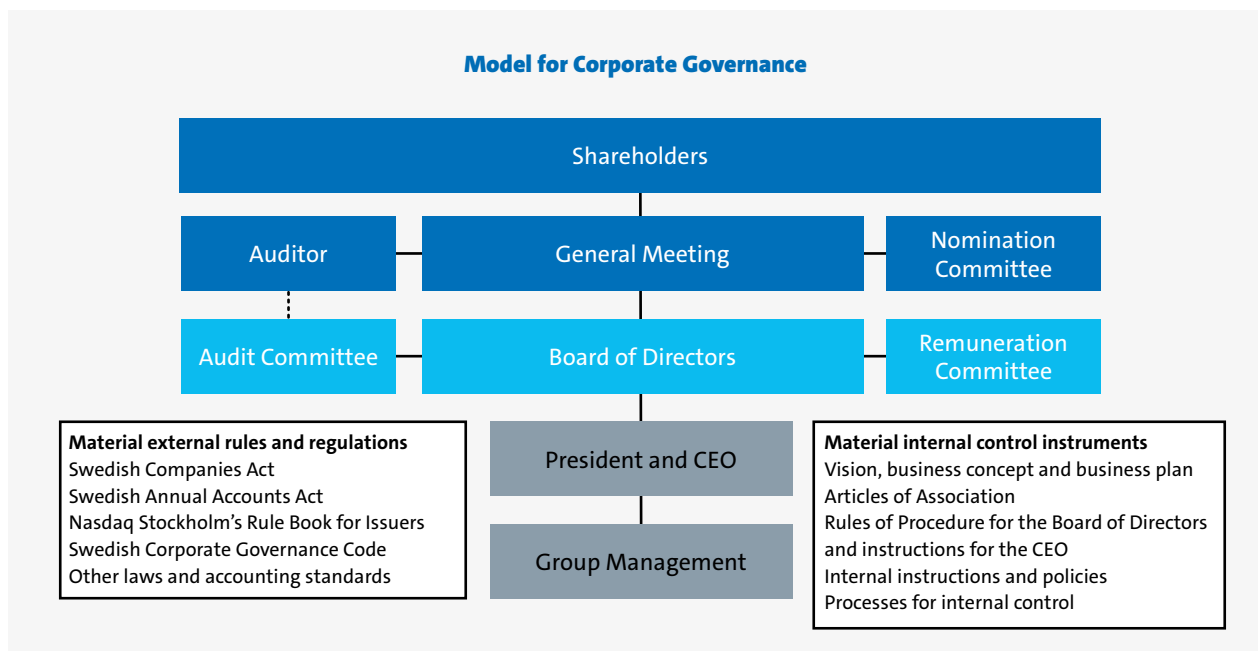 Model for Corporate Governance
Shareholders
Auditor
General Meeting
Nomination
Committee
Audit Committee
Board of Directors
Remuneration
Committee
Material external rules and regulations
Swedish Companies Act
Swedish Annual Accounts Act
Nasdaq Stockholm's Rule Book for Issuers
Swedish Corporate Governance Code
Other laws and accounting standards
President and CEO
Group Management
Material internal control instruments
Vision, business concept and business plan
Articles of Association
Rules of Procedure for the Board of Directors
and instructions for the CEO
Internal instructions and policies
Processes for internal control